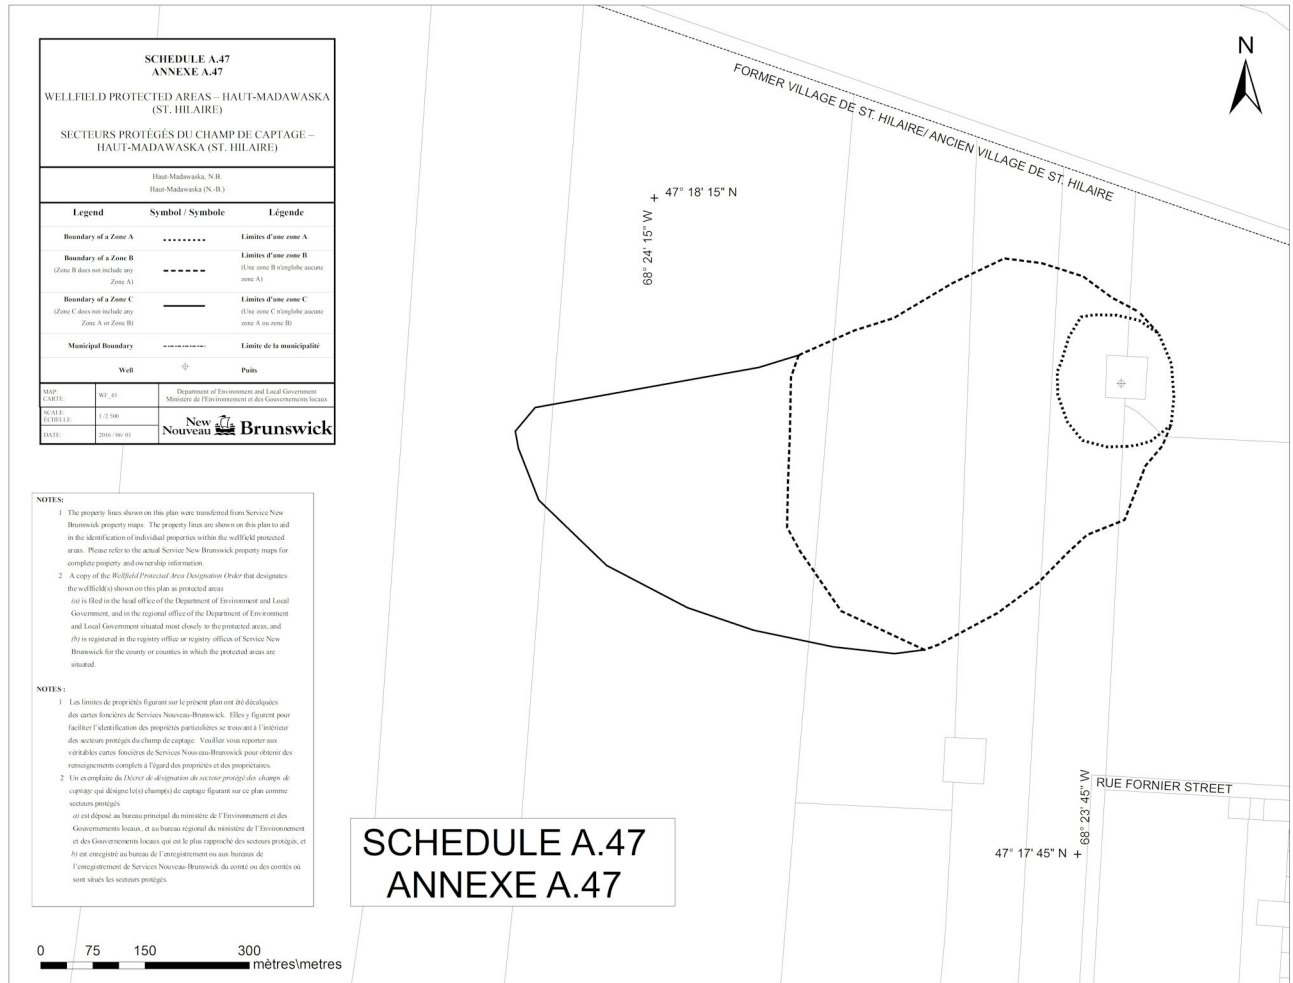 SCHEDULE A.47
ANNEXE A.47
WELLFIELD PROTECTED AREAS – HAUT-MADAWASKA
(ST. HILAIRE)
SECTEURS PROTÉGÉS DU CHAMP DE CAPTAGE –
HAUT-MADAWASKA (ST. HILAIRE)
Haut-Madawaska, N.B.
Haut-Madawaska (N.-B.)
Legend Symbol / Symbole Légende
Boundary of a Zone A Limites d'une zone A
Boundary of a Zone B
(Zone B does not include any
Zone A)
Limites d'une zone B
(Une zone B n'englobe aucune
zone A)
Boundary of a Zone C
(Zone C does not include any
Zone A or Zone B)
Limites d'une zone C
(Une zone C n'englobe aucune
zone A ou zone B)
Municipal Boundary Limite de la municipalité
Well Puits
MAP:
CARTE:
WF_43
Department of Environment and Local Government
Ministère de l'Environnement et des Gouvernements locaux
SCALE:
ÉCHELLE:
1 /2 500
DATE:
2016 / 06/ 01
New
Nouveau Brunswick
NOTES:
1 The property lines shown on this plan were transferred from Service New
Brunswick property maps. The property lines are shown on this plan to aid
in the identification of individual properties within the wellfield protected
areas. Please refer to the actual Service New Brunswick property maps for
complete property and ownership information.
2 A copy of the Wellfield Protected Area Designation Order that designates
the wellfield(s) shown on this plan as protected areas
(a) is filed in the head office of the Department of Environment and Local
Government, and in the regional office of the Department of Environment
and Local Government situated most closely to the protected areas, and
(b) is registered in the registry office or registry offices of Service New
Brunswick for the county or counties in which the protected areas are
situated.
NOTES :
1 Les limites de propriétés figurant sur le présent plan ont été décalquées
des cartes foncières de Services Nouveau-Brunswick. Elles y figurent pour
faciliter l'identification des propriétés particulières se trouvant à l'intérieur
des secteurs protégés du champ de captage. Veuillez vous reporter aux
véritables cartes foncières de Services Nouveau-Brunswick pour obtenir des
renseignements complets à l'égard des propriétés et des propriétaires.
2 Un exemplaire du Décret de désignation du secteur protégé des champs de
captage qui désigne le(s) champ(s) de captage figurant sur ce plan comme
secteurs protégés
a) est déposé au bureau principal du ministère de l'Environnement et des
Gouvernements locaux, et au bureau régional du ministère de l'Environnement
et des Gouvernements locaux qui est le plus rapproché des secteurs protégés, et
b) est enregistré au bureau de l'enregistrement ou aux bureaux de
l'enregistrement de Services Nouveau-Brunswick du comté ou des comtés où
sont situés les secteurs protégés.
0 75 150 300
mètres\metres
SCHEDULE A.47
ANNEXE A.47
FORMER VILLAGE DE ST. HILAIRE/ ANCIEN VILLAGE DE ST. HILAIRE
N
47° 18' 15" N
68° 24' 15" W
RUE FORNIER STREET
68° 23' 45" W
47° 17' 45" N